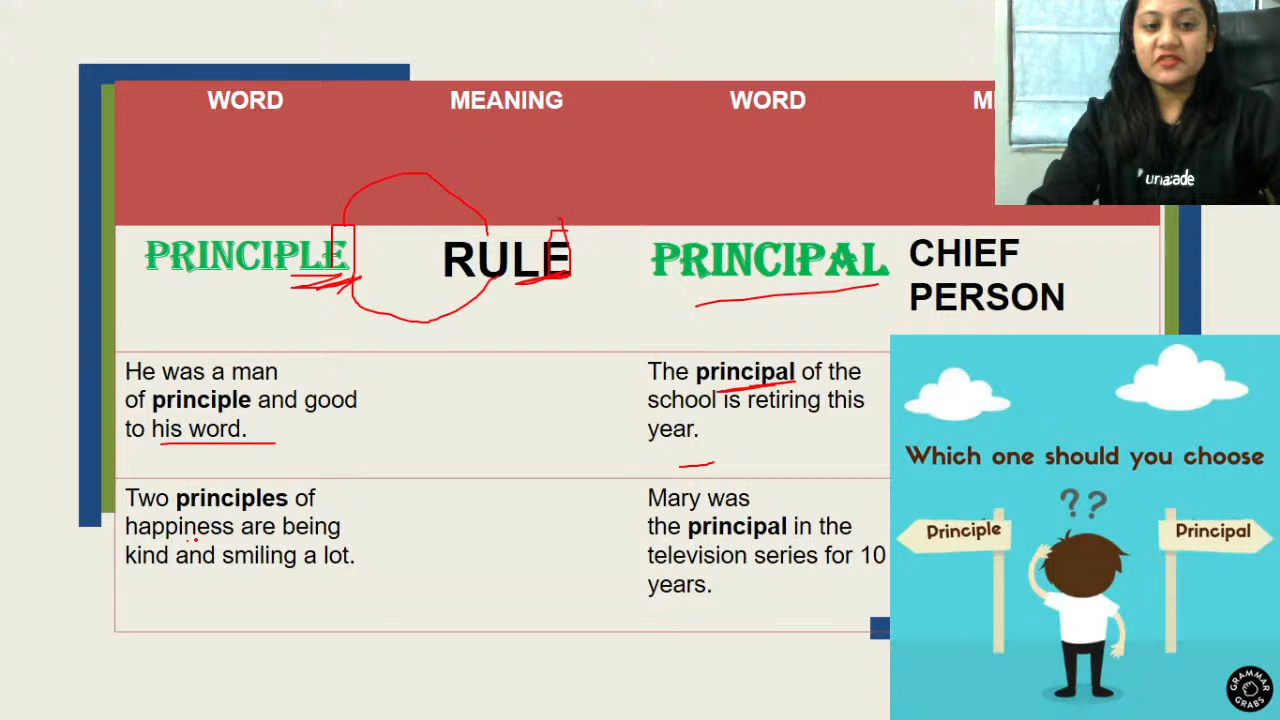 WORD MEANING WORD
PRINCIPLE RULE PRINCIPAL CHIEF
PERSON
He was a man
of principle and good
to his word.
The principal of the
school is retiring this
year.
Two principles of
happiness are being
kind and smiling a lot.
Mary was
the principal in the
television series for 10
years.
Which one should you choose
??
Principle
Principal
GRAMMAR
GRABS